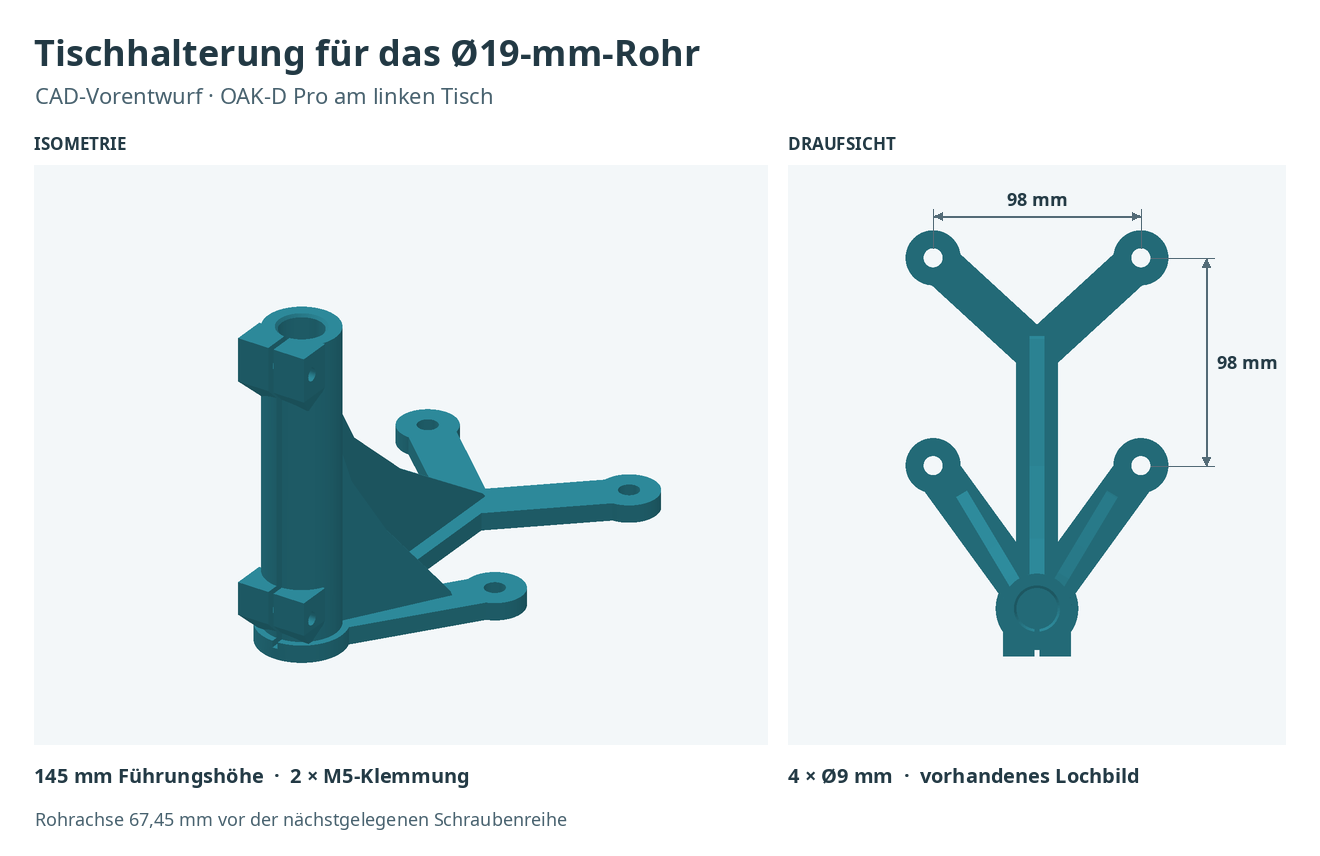 Tischhalterung für das Ø19-mm-Rohr
CAD-Vorentwurf · OAK-D Pro am linken Tisch
ISOMETRIE
DRAUFSICHT
98 mm
98 mm
145 mm Führungshöhe · 2 × M5-Klemmung
4 × Ø9 mm · vorhandenes Lochbild
Rohrachse 67,45 mm vor der nächstgelegenen Schraubenreihe